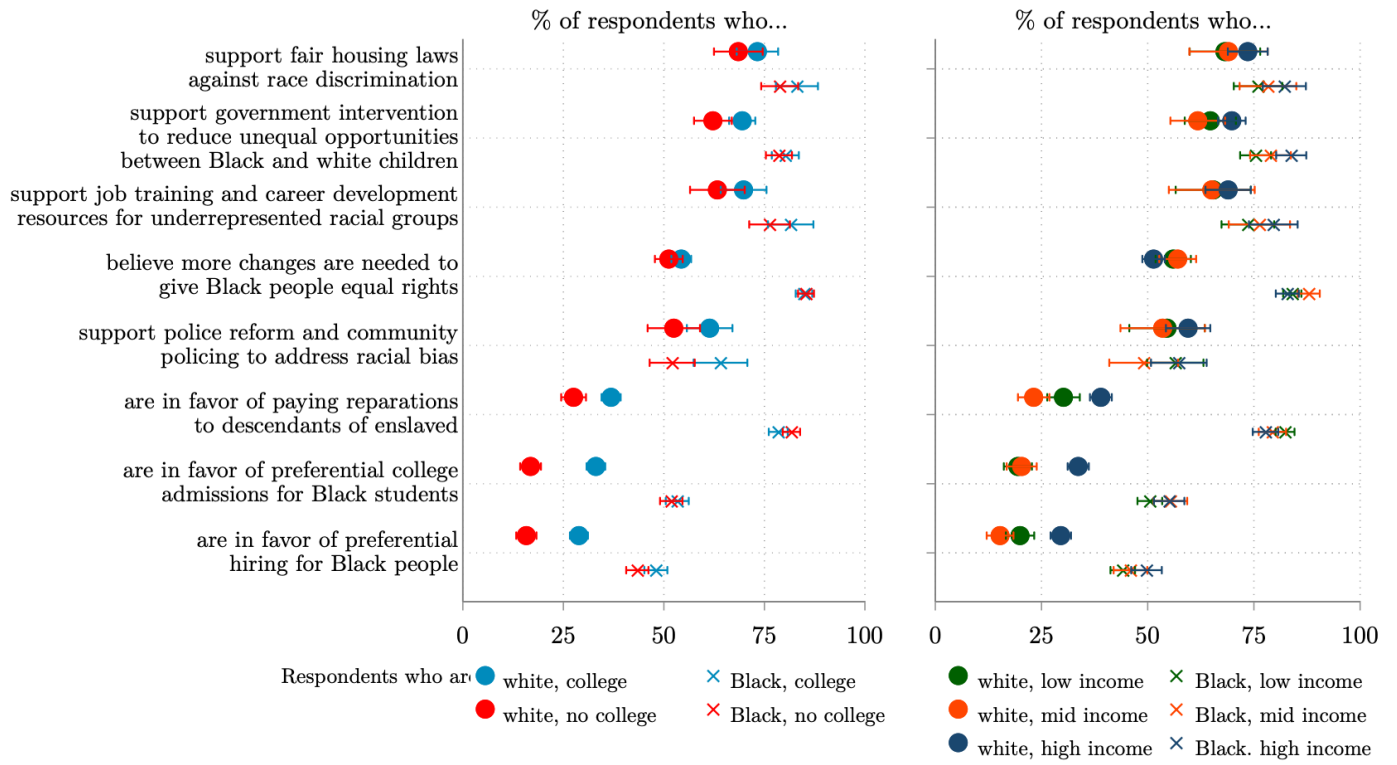 % of respondents who...
% of respondents who...
support fair housing laws
against race discrimination
support government intervention
to reduce unequal opportunities
between Black and white children
support job training and career development
resources for underrepresented racial groups
believe more changes are needed to
give Black people equal rights
support police reform and community
policing to address racial bias
are in favor of paying reparations
to descendants of enslaved
are in favor of preferential college
admissions for Black students
are in favor of preferential
hiring for Black people
0 25 50 75 100
0 25 50 75 100
Respondents who are
white, college
Black, college
white, no college
Black, no college
white, low income
Black, low income
white, mid income
Black, mid income
white, high income
Black. high income